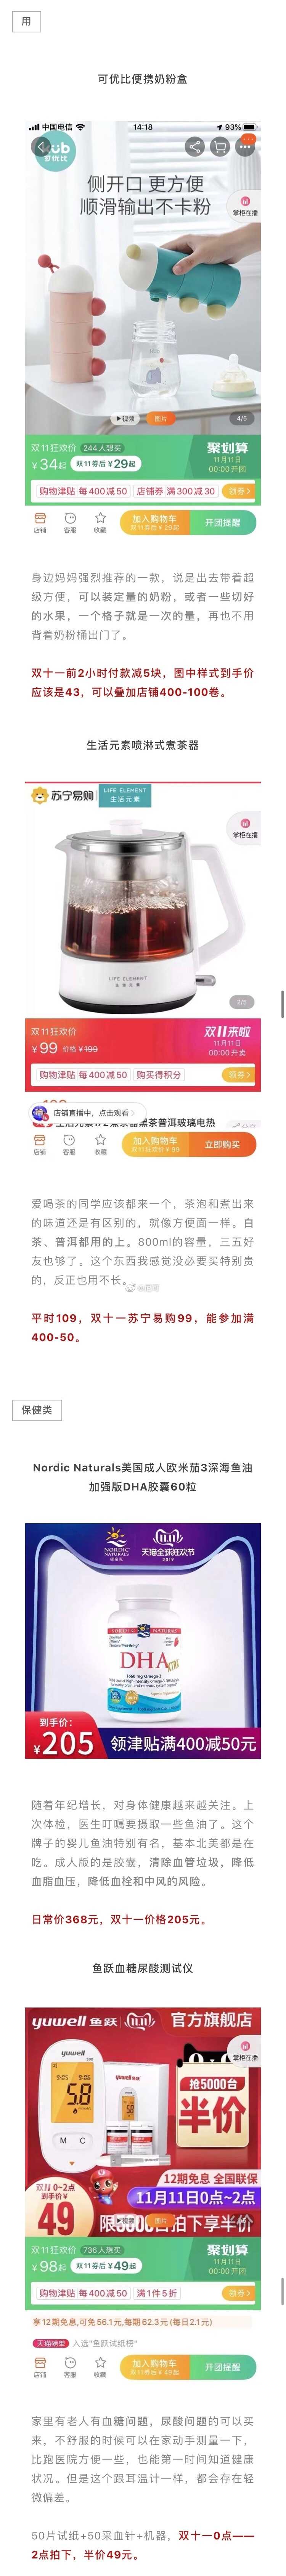 用
可优比便携奶粉盒
中国电信
14:18
93%
kub
可优比
侧开口 更方便
顺滑输出不卡粉
掌柜在播
▶视频
图片
4/5
双11狂欢价
244人想买
¥34起
双11券后¥29起
聚划算
11月11日
00:00开团
购物津贴 每400减50
店铺券 满300减30
领券>
店铺
客服
收藏
加入购物车
双11券后¥29起
开团提醒
身边妈妈强烈推荐的一款，说是出去带着超
级方便，可以装定量的奶粉，或者一些切好
的水果，一个格子就是一次的量，再也不用
背着奶粉桶出门了。
双十一前2小时付款减5块，图中样式到手价
应该是43，可以叠加店铺400-100卷。
生活元素喷淋式煮茶器
苏宁易购
LIFE ELEMENT
生活元素
掌柜在播
LIFE ELEMENT
生活元素
2/5
双11狂欢价
¥99 价格 ¥199
双11来啦
11月11日
00:00开卖
购物津贴 每400减50
购买得积分
领券>
店铺直播中，点击观看>
店铺
客服
收藏
加入购物车
立即购买
爱喝茶的同学应该都来一个，茶泡和煮出来
的味道还是有区别的，就像方便面一样。白
茶、普洱都用的上。800ml的容量，三五好
友也够了。这个东西我感觉没必要买特别贵
的，反正也用不长。
平时109，双十一苏宁易购99，能参加满
400-50。
保健类
Nordic Naturals美国成人欧米茄3深海鱼油
加强版DHA胶囊60粒
NORDIC
NATURALS
天猫全球狂欢节
2019
NORDIC NATURALS
DHA
XTRA
到手价:
¥205
领津贴满400减50元
随着年纪增长，对身体健康越来越关注。上
次体检，医生叮嘱要摄取一些鱼油了。这个
牌子的婴儿鱼油特别有名，基本北美都是在
吃。成人版的是胶囊，清除血管垃圾，降低
血脂血压，降低血栓和中风的风险。
日常价368元，双十一价格205元。
鱼跃血糖尿酸测试仪
yuwell 鱼跃
官方旗舰店
掌柜在播
yuwell
5.8
M C
抢5000台
半价
双11 0~2点
到手价
¥49
12期免息 全国联保
11月11日0点~2点
▶视频
图片
拍下享半价
双11狂欢价
736人想买
¥98起
双11券后¥49起
聚划算
11月11日
00:00开团
购物津贴 每400减50
满1件5折
领券>
享12期免息,可免56.1元,每期62.3元(每日2.1元)
天猫榜单 入选“鱼跃试纸榜”
店铺
客服
收藏
加入购物车
双11券后¥49起
开团提醒
家里有老人有血糖问题，尿酸问题的可以买
来，不舒服的时候可以在家动手测量一下，
比跑医院方便一些，也能第一时间知道健康
状况。但是这个跟耳温计一样，都会存在轻
微偏差。
50片试纸+50采血针+机器，双十一0点——
2点拍下，半价49元。